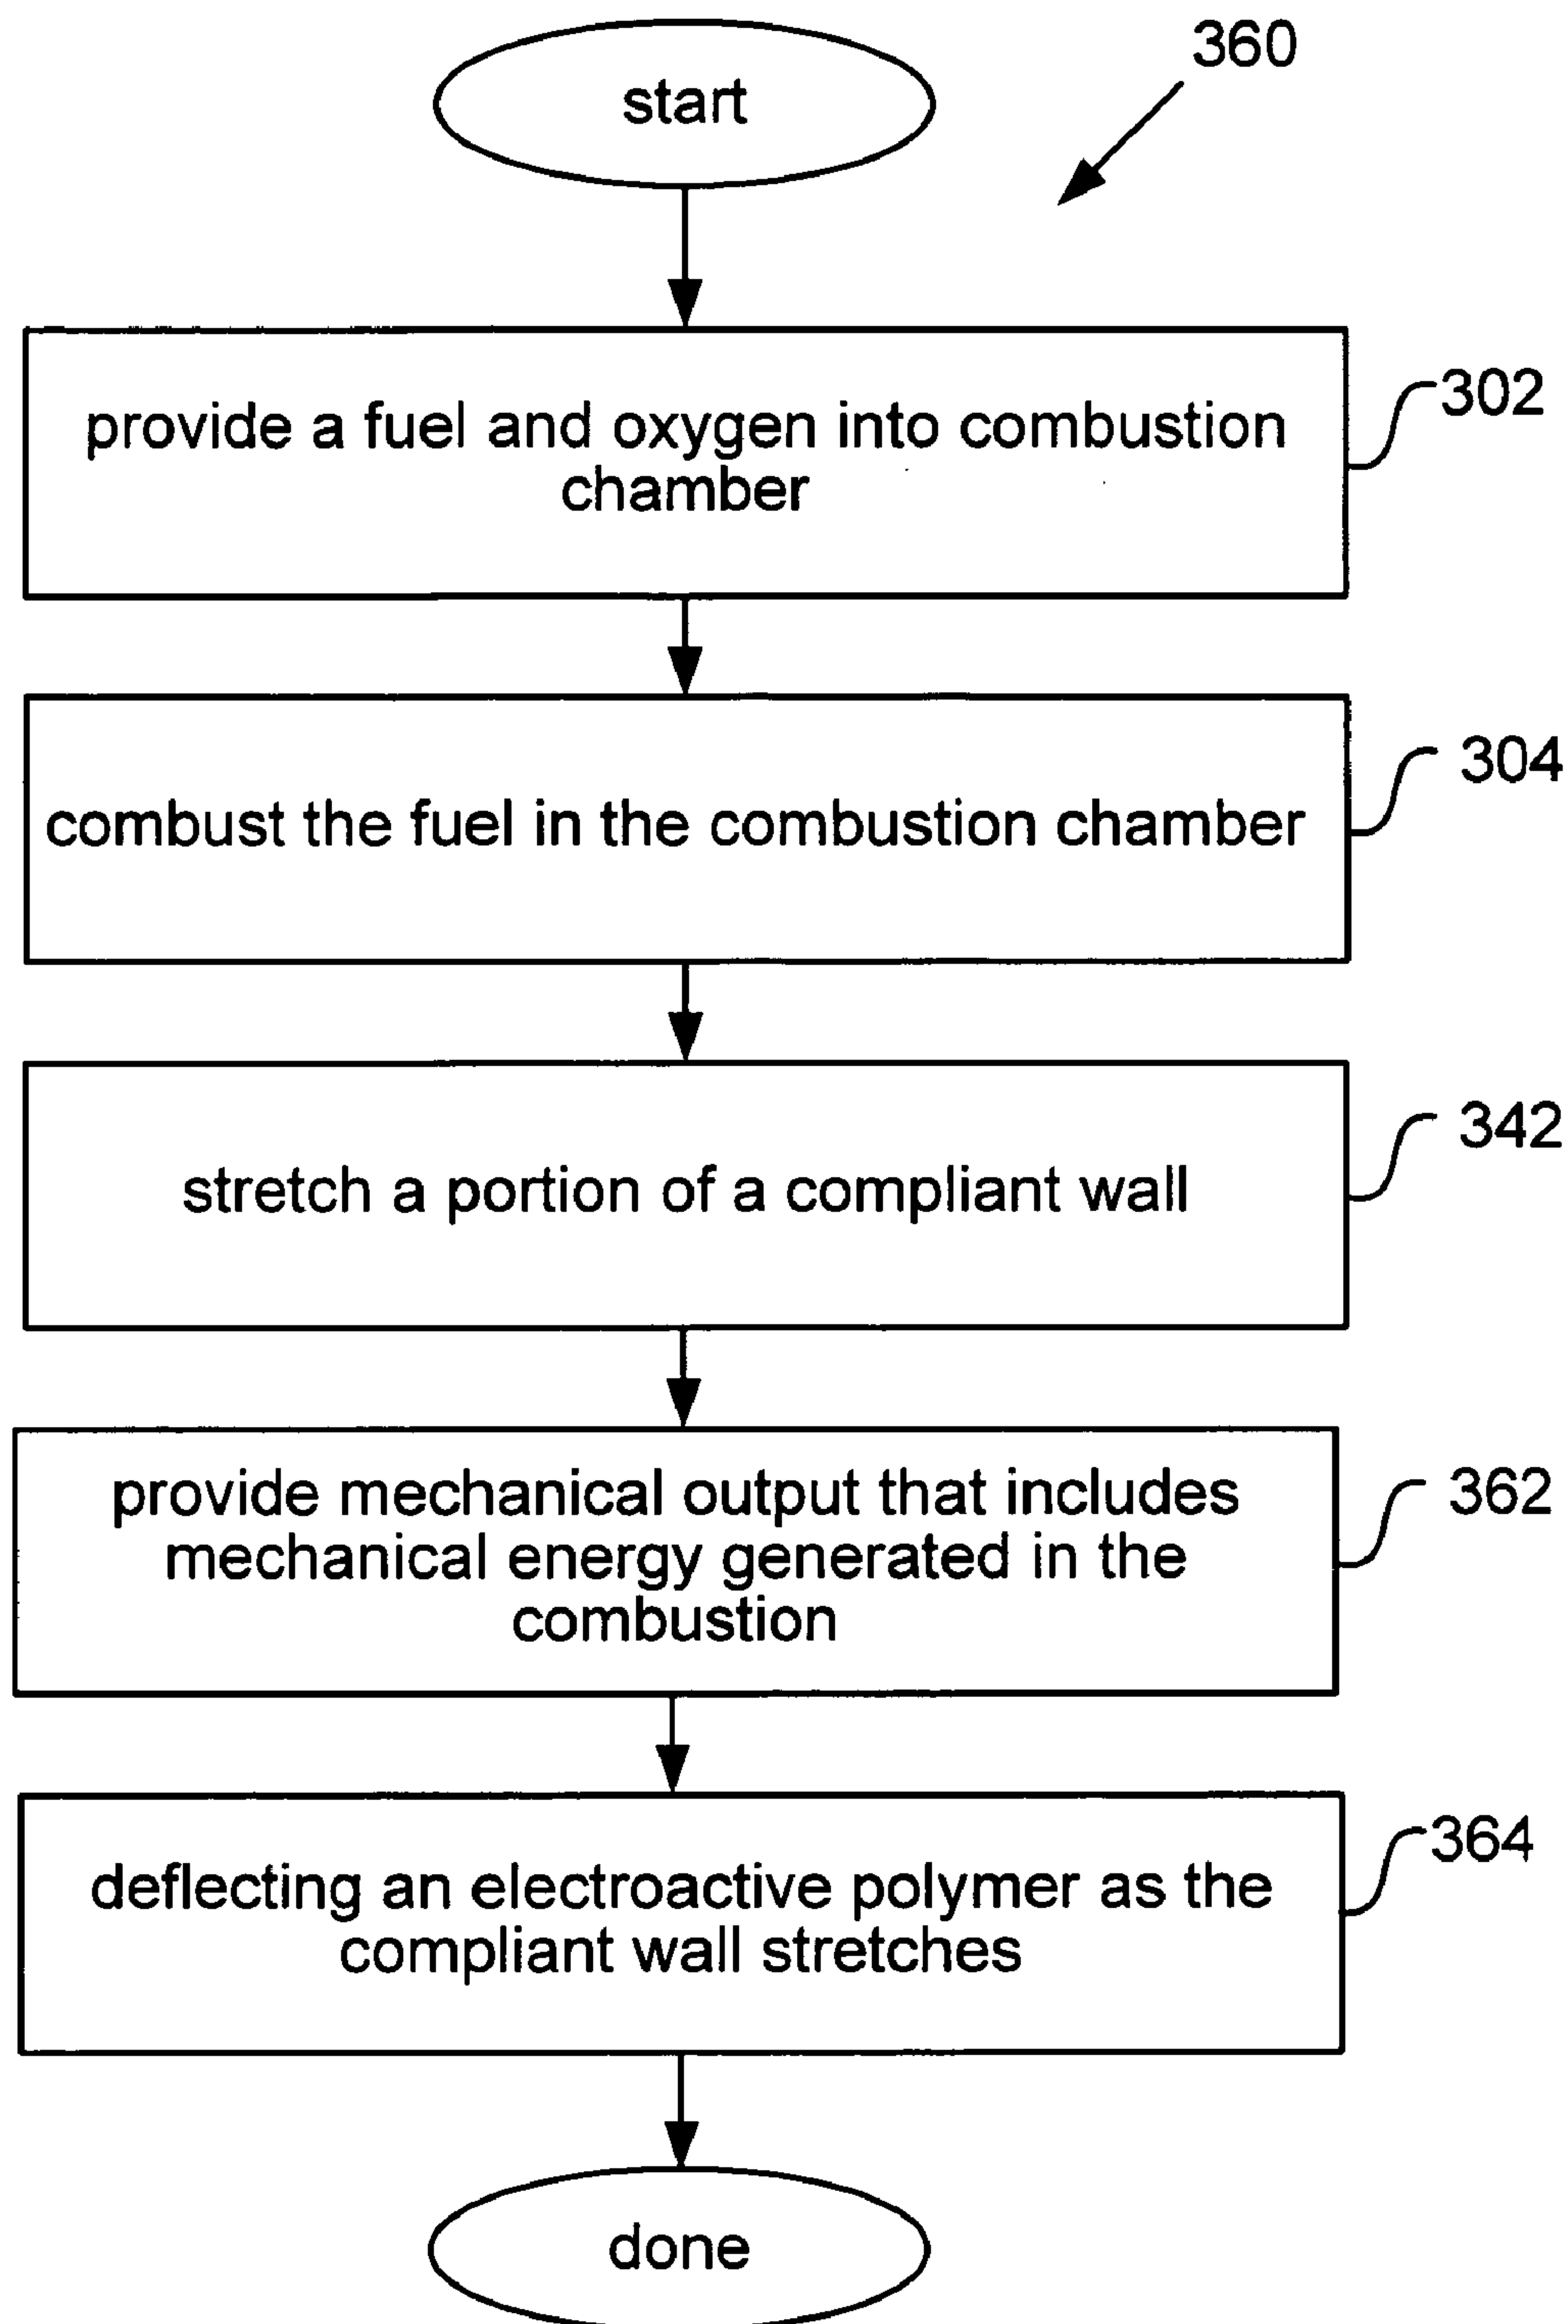 start
360
provide a fuel and oxygen into combustion
chamber
302
combust the fuel in the combustion chamber
304
stretch a portion of a compliant wall
342
provide mechanical output that includes
mechanical energy generated in the
combustion
362
deflecting an electroactive polymer as the
compliant wall stretches
364
done